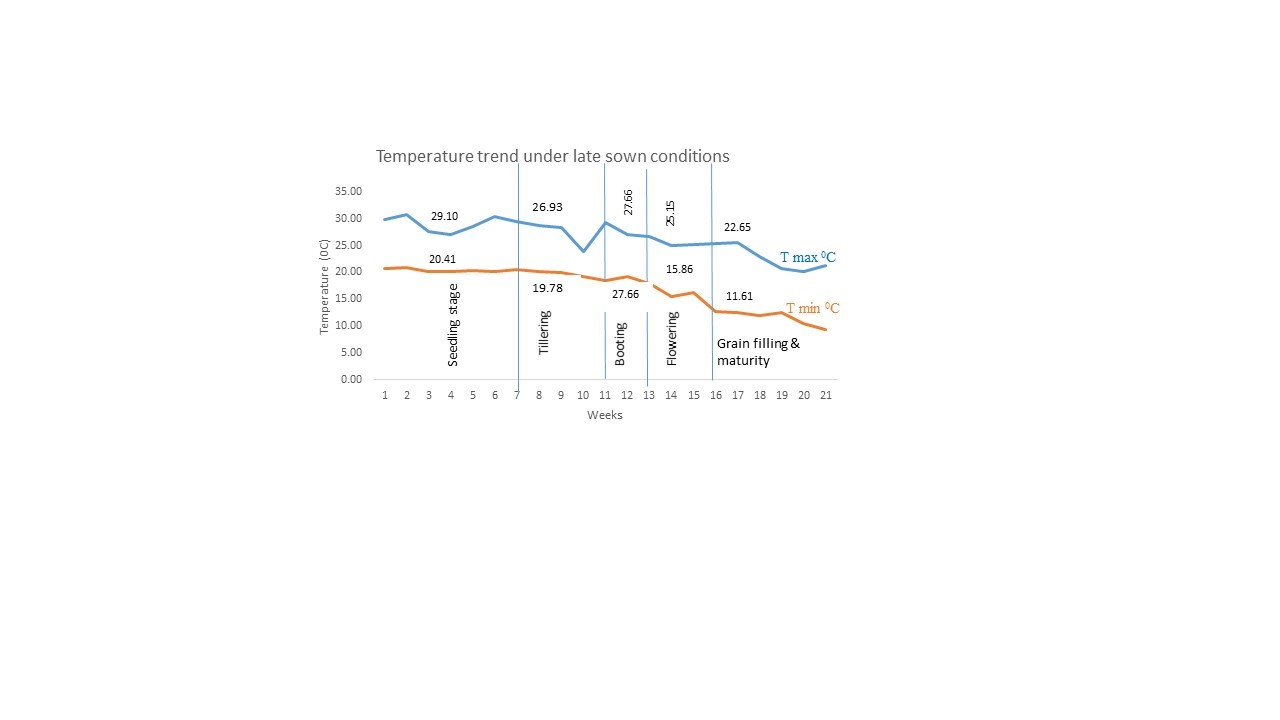 Temperature trend under late sown conditions
35.00
30.00
25.00
20.00
15.00
10.00
5.00
0.00
Temperature (0C)
29.10
26.93
27.66
25.15
22.65
T max ⁰C
20.41
19.78
27.66
15.86
11.61
T min ⁰C
Seedling stage
Tillering
Booting
Flowering
Grain filling &
maturity
1 2 3 4 5 6 7 8 9 10 11 12 13 14 15 16 17 18 19 20 21
Weeks